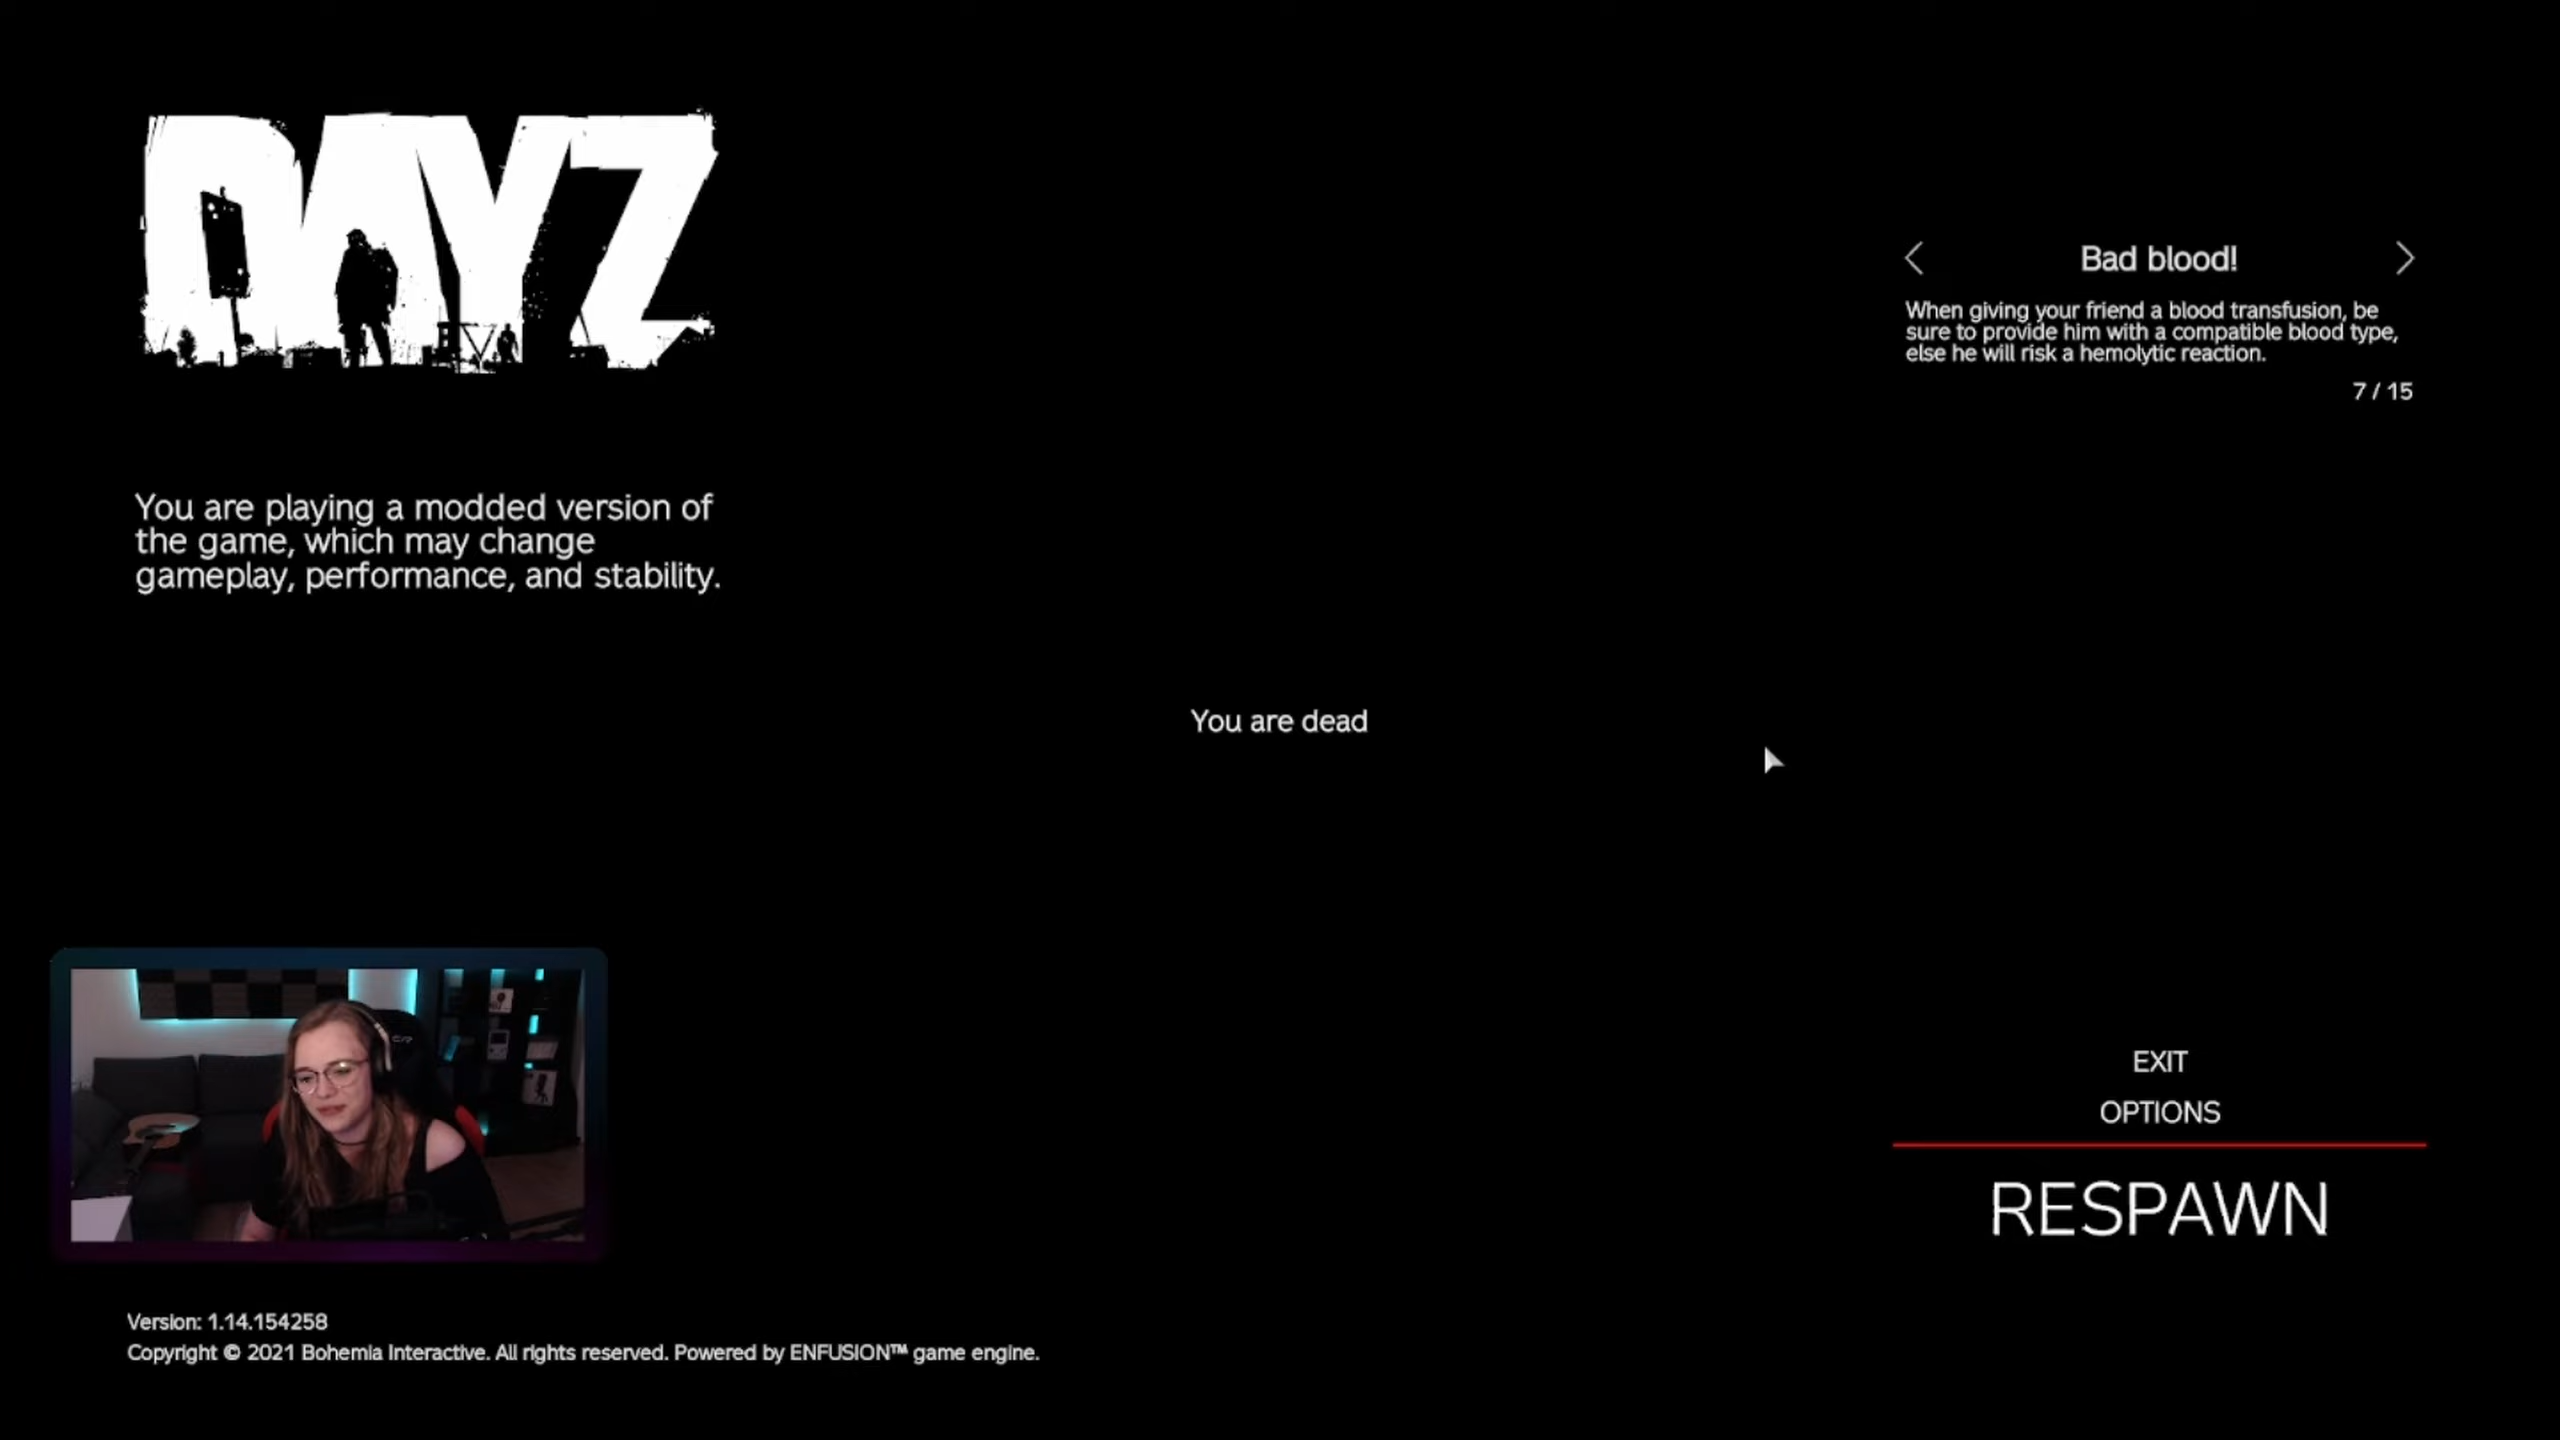 DAYZ
You are playing a modded version of
the game, which may change
gameplay, performance, and stability.
Bad blood!
When giving your friend a blood transfusion, be
sure to provide him with a compatible blood type,
else he will risk a hemolytic reaction.
7 / 15
You are dead
EXIT
OPTIONS
RESPAWN
Version: 1.14.154258
Copyright © 2021 Bohemia Interactive. All rights reserved. Powered by ENFUSION™ game engine.